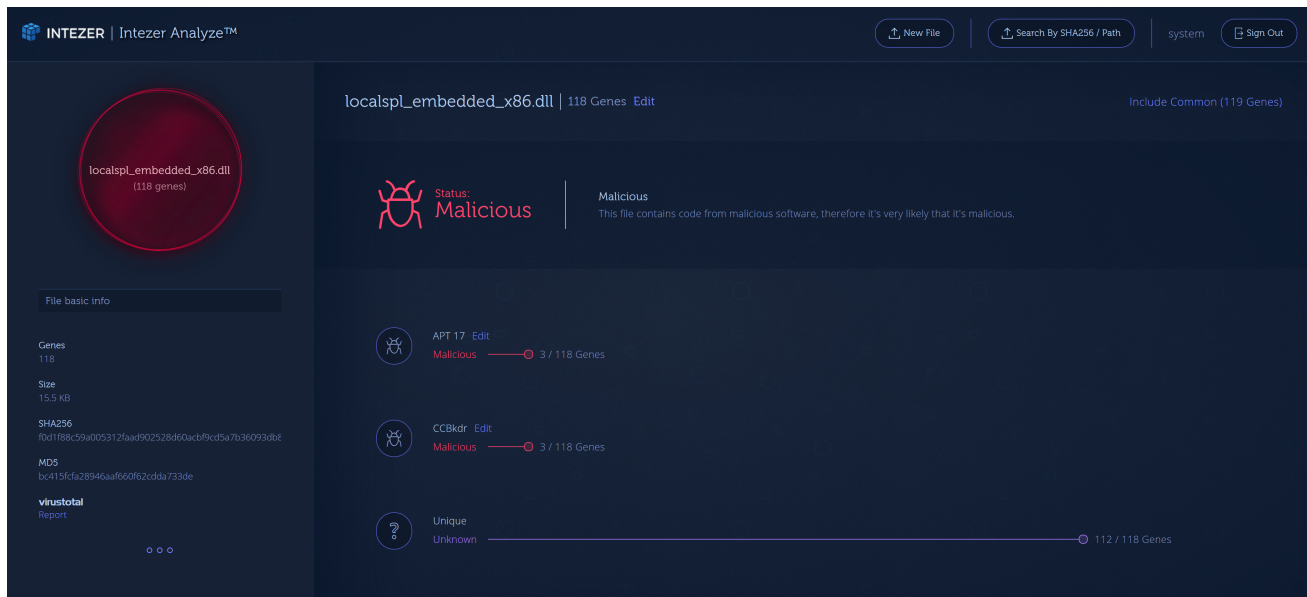 INTEZER | Intezer Analyze™
New File
Search By SHA256 / Path
system
Sign Out
localspl_embedded_x86.dll
(118 genes)
File basic info
Genes
118
Size
15.5 KB
SHA256
f0d1f88c59a005312faad902528d60acbf9cd5a7b36093db8
MD5
bc415fcfa28946aaf660f62cdda733de
virustotal
Report
localspl_embedded_x86.dll | 118 Genes Edit
Include Common (119 Genes)
Status:
Malicious
Malicious
This file contains code from malicious software, therefore it's very likely that it's malicious.
APT 17 Edit
Malicious 3 / 118 Genes
CCBkdr Edit
Malicious 3 / 118 Genes
Unique
Unknown 112 / 118 Genes